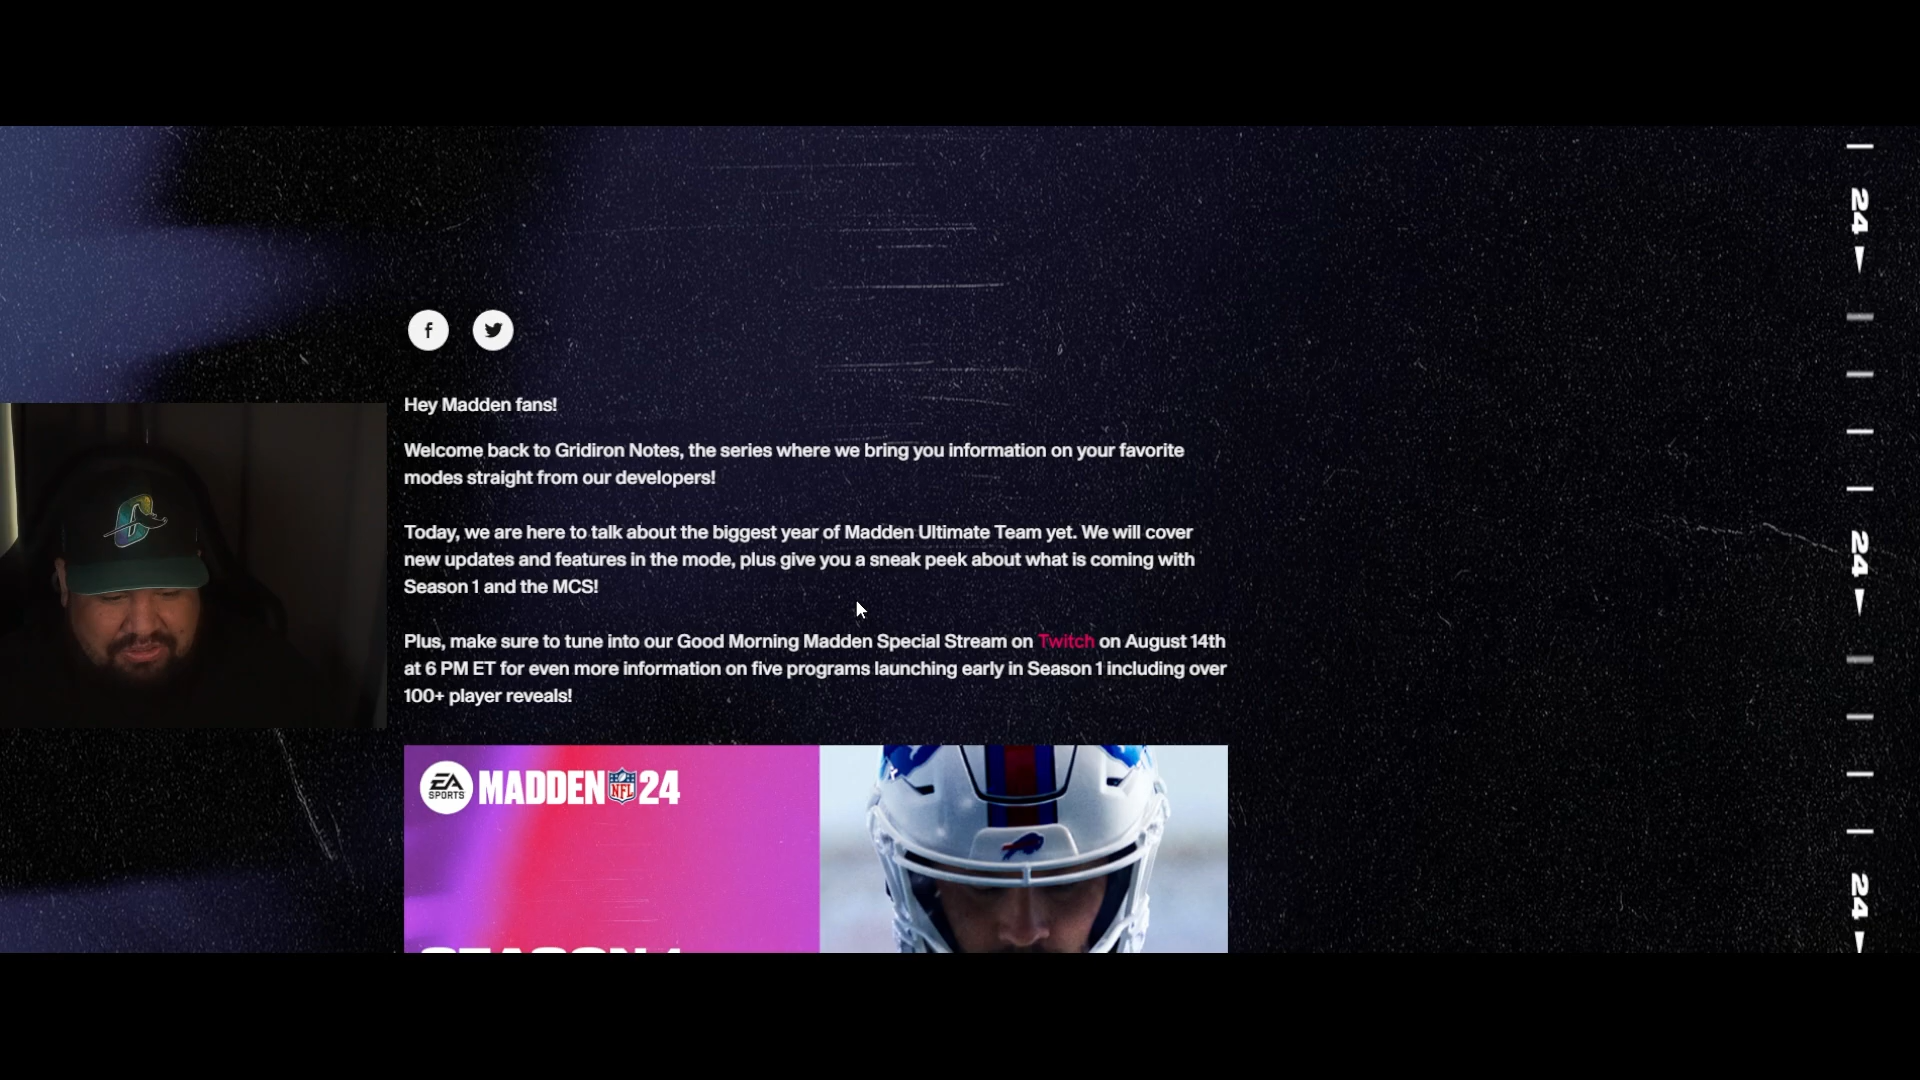 Hey Madden fans!
Welcome back to Gridiron Notes, the series where we bring you information on your favorite
modes straight from our developers!
Today, we are here to talk about the biggest year of Madden Ultimate Team yet. We will cover
new updates and features in the mode, plus give you a sneak peek about what is coming with
Season 1 and the MCS!
Plus, make sure to tune into our Good Morning Madden Special Stream on Twitch on August 14th
at 6 PM ET for even more information on five programs launching early in Season 1 including over
100+ player reveals!
EA SPORTS MADDEN NFL 24
SEASON 1
24
24
24